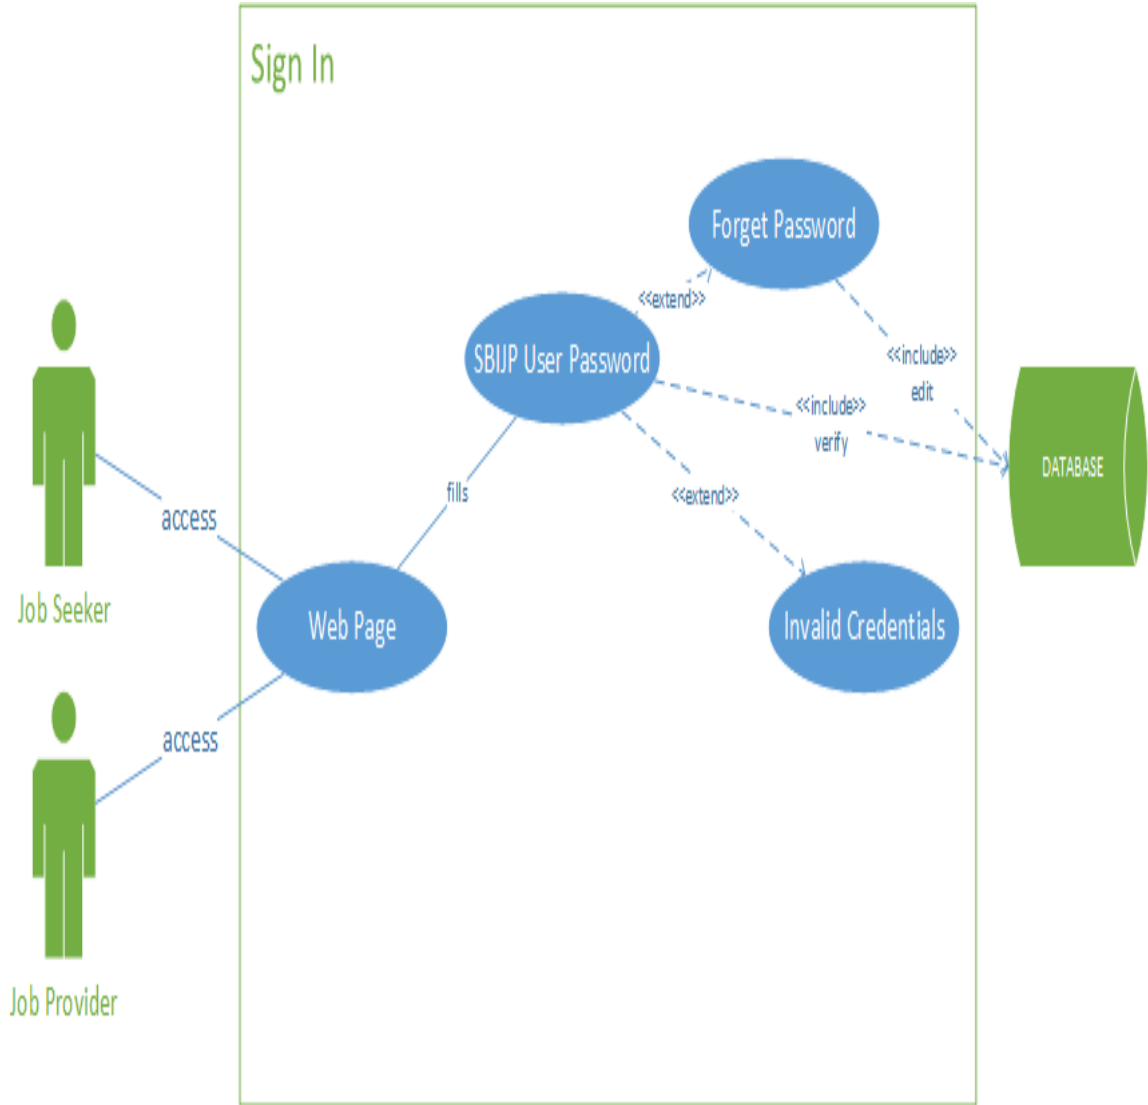 Sign In
Forget Password
<<extend>>
SBIJP User Password
<<include>>
edit
<<include>>
verify
DATABASE
fills
<<extend>>
access
Job Seeker
Web Page
Invalid Credentials
access
Job Provider